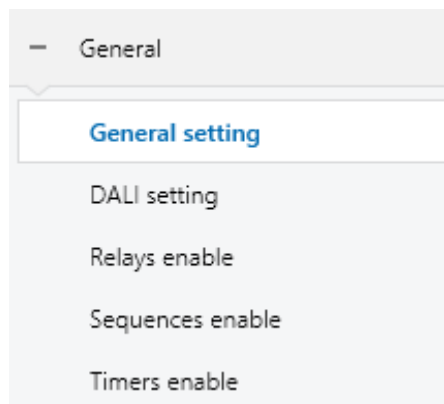 General
General setting
DALI setting
Relays enable
Sequences enable
Timers enable